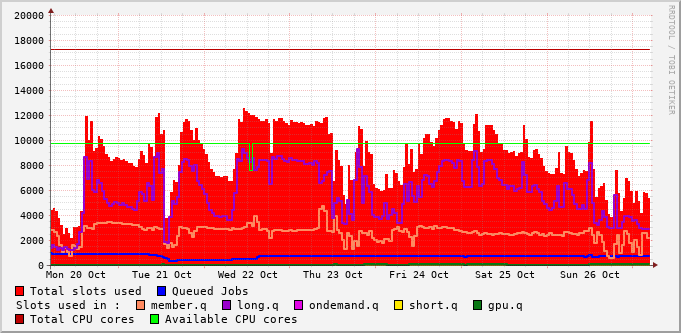 20000
18000
16000
14000
12000
10000
8000
6000
4000
2000
0
Mon 20 Oct Tue 21 Oct Wed 22 Oct Thu 23 Oct Fri 24 Oct Sat 25 Oct Sun 26 Oct
Total slots used Queued Jobs
Slots used in : member.q long.q ondemand.q short.q gpu.q
Total CPU cores Available CPU cores
RRDTOOL / TOBI OETIKER